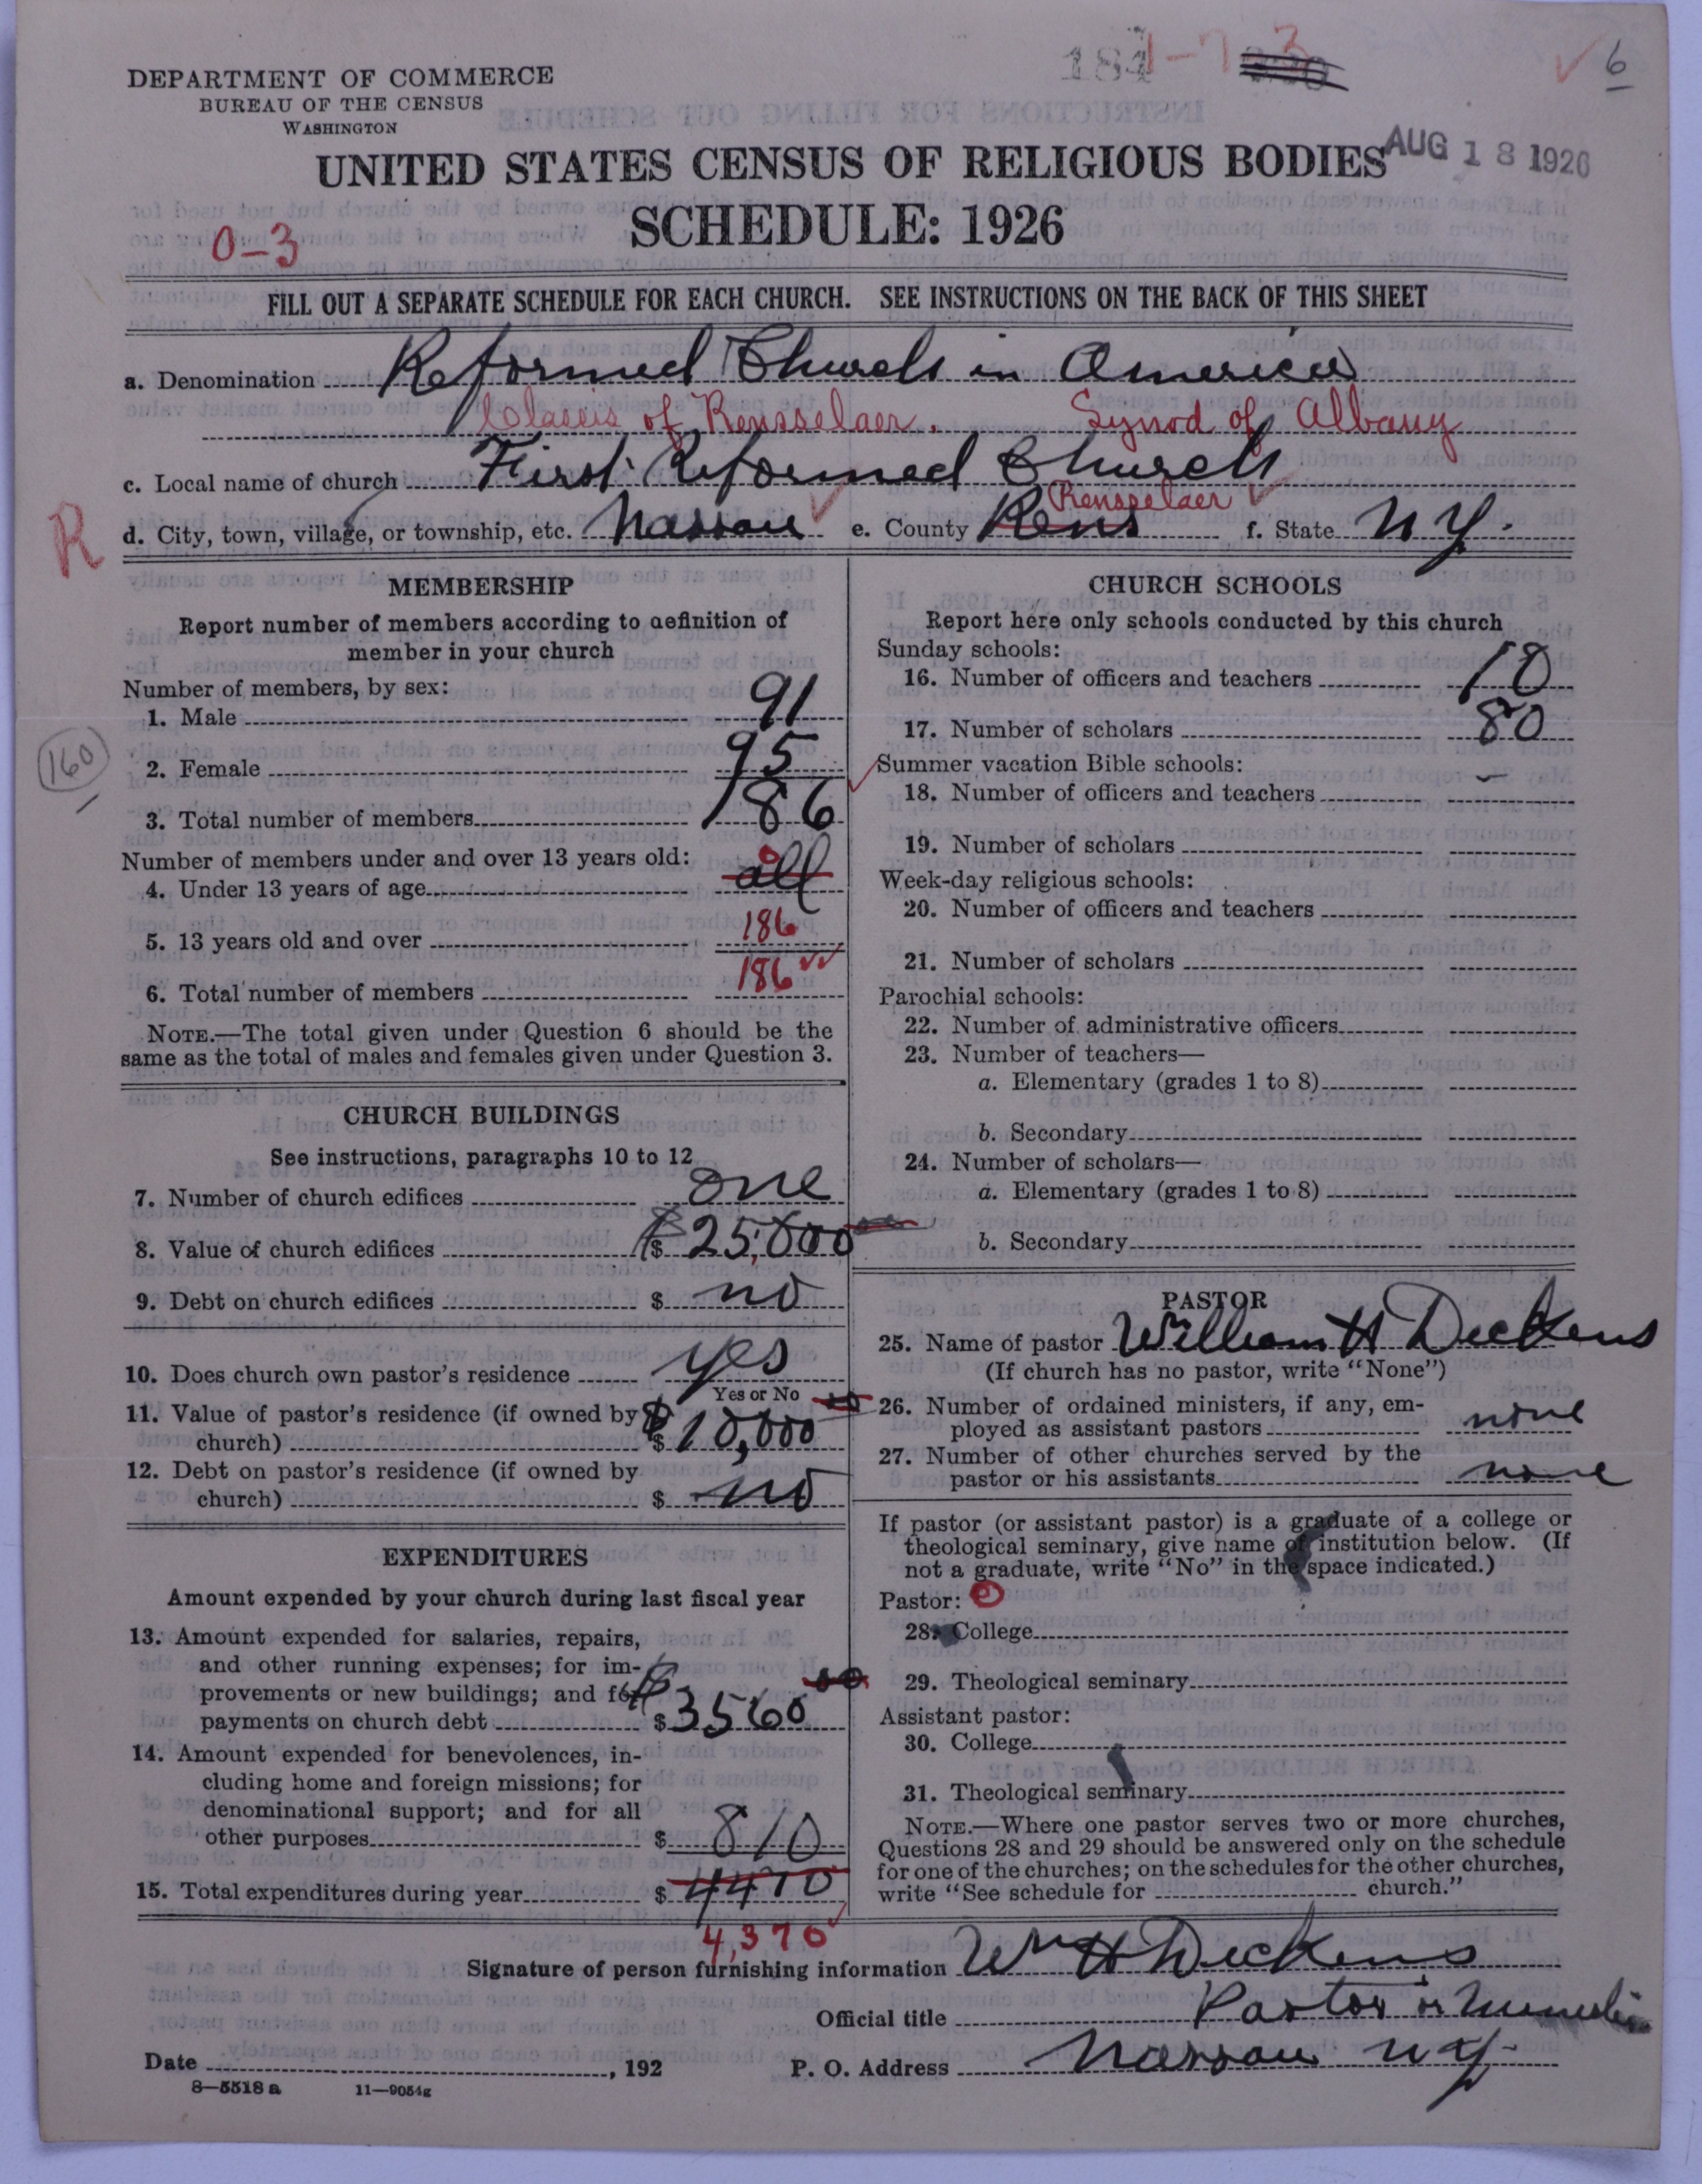 184 1-7 3
6
DEPARTMENT OF COMMERCE
BUREAU OF THE CENSUS
WASHINGTON
AUG 18 1926
UNITED STATES CENSUS OF RELIGIOUS BODIES
SCHEDULE: 1926
0-3
FILL OUT A SEPARATE SCHEDULE FOR EACH CHURCH. SEE INSTRUCTIONS ON THE BACK OF THIS SHEET
a. Denomination Reformed Church in America
Classis of Rensselaer. Synod of Albany
c. Local name of church First Reformed Church
R
d. City, town, village, or township, etc. Nassau e. County Rens Rensselaer f. State N Y.
MEMBERSHIP
Report number of members according to definition of
member in your church
Number of members, by sex:
1. Male 91
160
2. Female 95
3. Total number of members 186
Number of members under and over 13 years old:
4. Under 13 years of age all 0
5. 13 years old and over 186
6. Total number of members 186
NOTE.—The total given under Question 6 should be the
same as the total of males and females given under Question 3.
CHURCH BUILDINGS
See instructions, paragraphs 10 to 12
7. Number of church edifices one
8. Value of church edifices $ 25,000
9. Debt on church edifices $ no
10. Does church own pastor's residence yes
Yes or No
11. Value of pastor's residence (if owned by
church) $ 10,000
12. Debt on pastor's residence (if owned by
church) $ no
EXPENDITURES
Amount expended by your church during last fiscal year
13. Amount expended for salaries, repairs,
and other running expenses; for im-
provements or new buildings; and for
payments on church debt $ 3560 00
14. Amount expended for benevolences, in-
cluding home and foreign missions; for
denominational support; and for all
other purposes $ 810
15. Total expenditures during year $ 4470
4,370
CHURCH SCHOOLS
Report here only schools conducted by this church
Sunday schools:
16. Number of officers and teachers 10
17. Number of scholars 80
Summer vacation Bible schools:
18. Number of officers and teachers —
19. Number of scholars
Week-day religious schools:
20. Number of officers and teachers
21. Number of scholars
Parochial schools:
22. Number of administrative officers
23. Number of teachers—
a. Elementary (grades 1 to 8)
b. Secondary
24. Number of scholars—
a. Elementary (grades 1 to 8)
b. Secondary
PASTOR
25. Name of pastor William H Dickens
(If church has no pastor, write "None")
26. Number of ordained ministers, if any, em-
ployed as assistant pastors none
27. Number of other churches served by the
pastor or his assistants none
If pastor (or assistant pastor) is a graduate of a college or
theological seminary, give name of institution below. (If
not a graduate, write "No" in the space indicated.)
Pastor:
28. College
29. Theological seminary
Assistant pastor:
30. College
31. Theological seminary
NOTE.—Where one pastor serves two or more churches,
Questions 28 and 29 should be answered only on the schedule
for one of the churches; on the schedules for the other churches,
write "See schedule for church."
Signature of person furnishing information Wm H Dickens
Official title Pastor or Minister
Date , 192 P. O. Address Nassau N Y.
8—5518 a 11—9054g